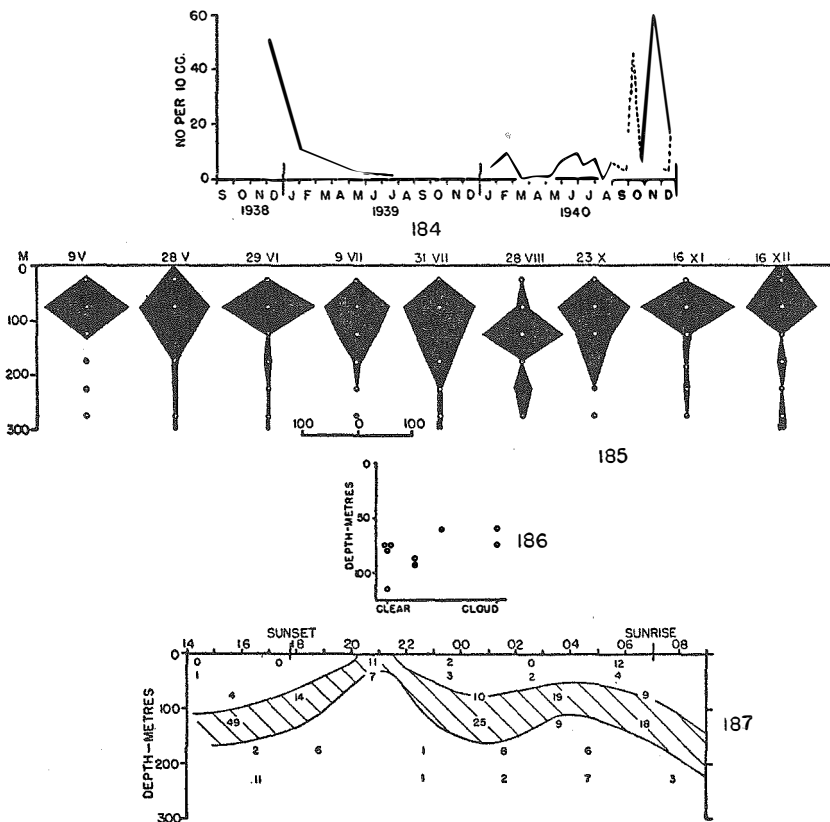 60
40
20
0
NO PER 10 CC.
S O N D J F M A M J J A S O N D J F M A M J J A S O N D
1938 1939 1940
184
M 9 V 28 V 29 VI 9 VII 31 VII 28 VIII 23 X 16 XI 16 XII
0
100
200
300
100 0 100
185
0
50
100
DEPTH-METRES
186
CLEAR CLOUD
SUNSET SUNRISE
14 16 18 20 22 00 02 04 06 08
0
100
200
300
DEPTH-METRES
0 0 11 2 0 12
1 7 3 2 4
4 14 10 19 9
49 25 9 18
2 6 1 8 6
11 1 2 7 3
187